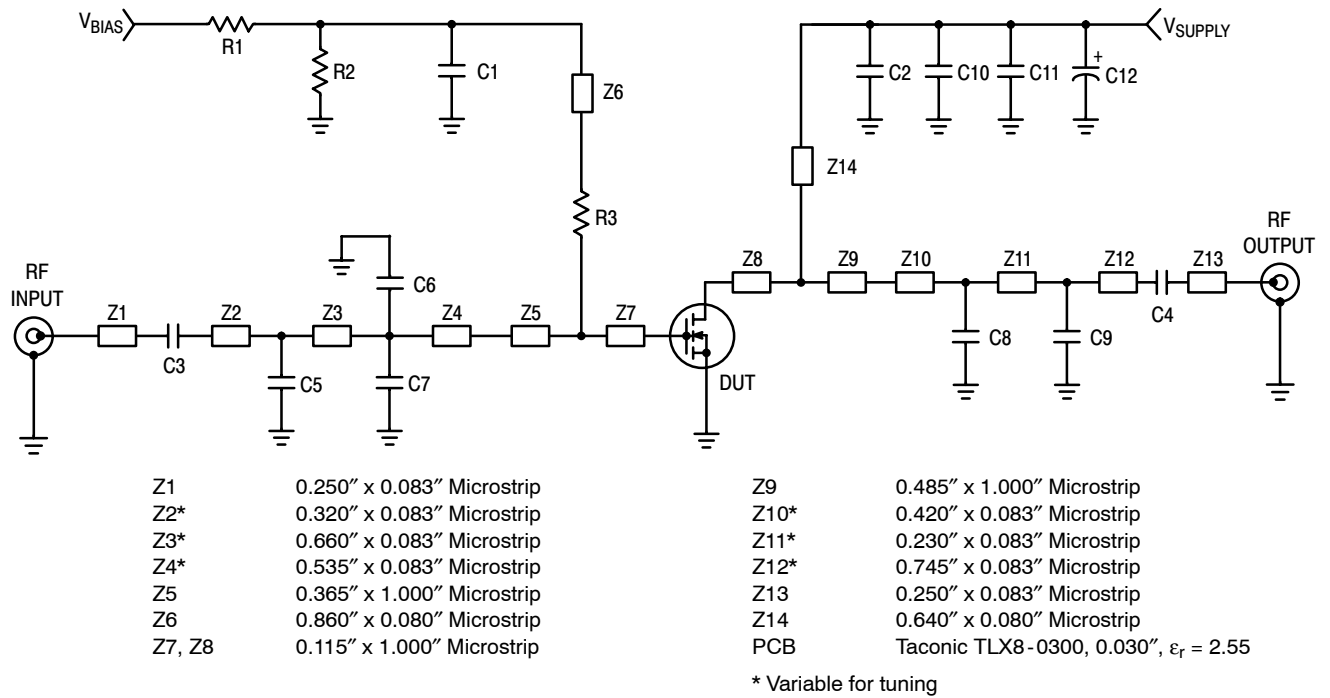 V_BIAS
R1
R2
C1
Z6
R3
V_SUPPLY
C2
C10
C11
+
C12
Z14
RF
INPUT
Z1
C3
Z2
C5
Z3
C6
C7
Z4
Z5
Z7
DUT
Z8
Z9
Z10
C8
Z11
C9
Z12
C4
Z13
RF
OUTPUT
Z1 0.250″ x 0.083″ Microstrip
Z2* 0.320″ x 0.083″ Microstrip
Z3* 0.660″ x 0.083″ Microstrip
Z4* 0.535″ x 0.083″ Microstrip
Z5 0.365″ x 1.000″ Microstrip
Z6 0.860″ x 0.080″ Microstrip
Z7, Z8 0.115″ x 1.000″ Microstrip
Z9 0.485″ x 1.000″ Microstrip
Z10* 0.420″ x 0.083″ Microstrip
Z11* 0.230″ x 0.083″ Microstrip
Z12* 0.745″ x 0.083″ Microstrip
Z13 0.250″ x 0.083″ Microstrip
Z14 0.640″ x 0.080″ Microstrip
PCB Taconic TLX8-0300, 0.030″, εr = 2.55
* Variable for tuning